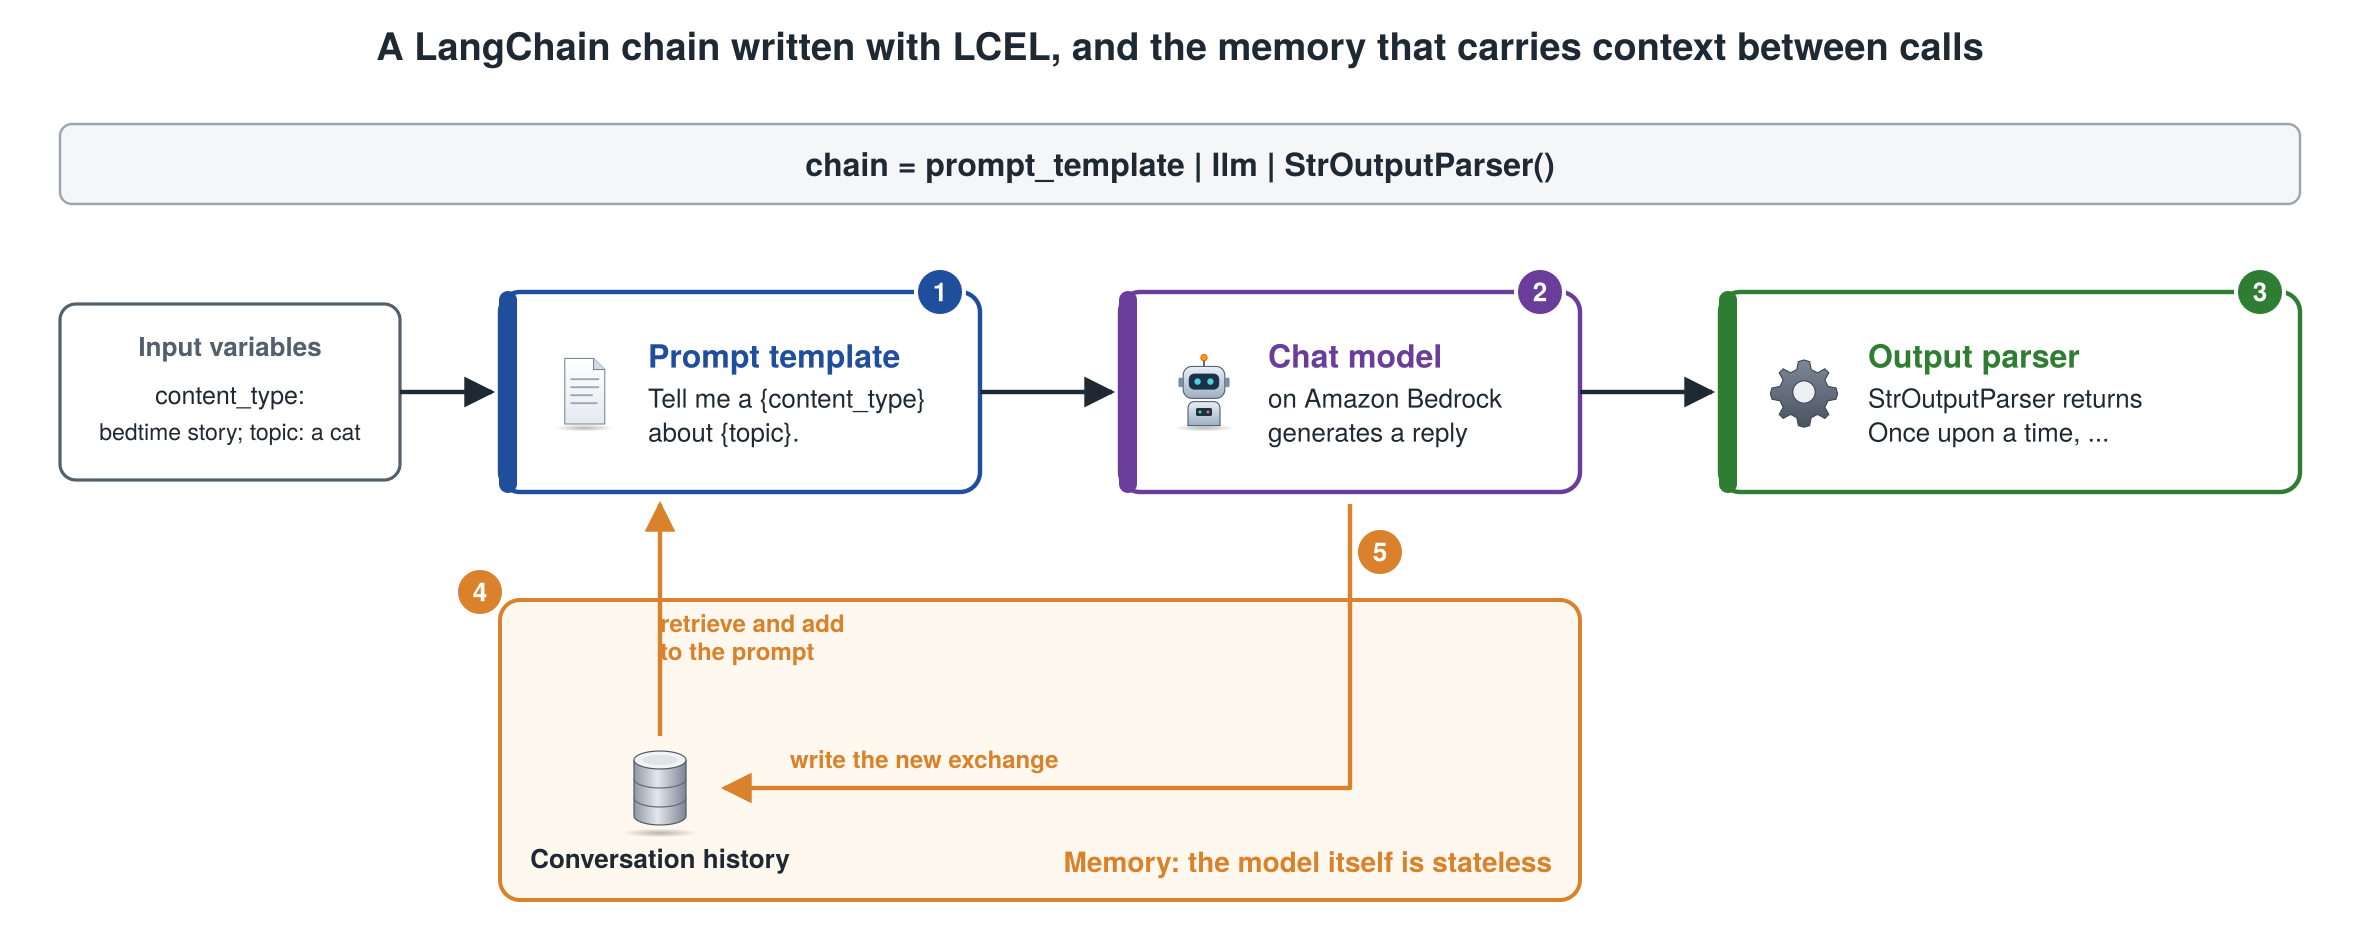 A LangChain chain written with LCEL, and the memory that carries context between calls
chain = prompt_template | llm | StrOutputParser()
Input variables
content_type:
bedtime story; topic: a cat
1
Prompt template
Tell me a {content_type}
about {topic}.
2
Chat model
on Amazon Bedrock
generates a reply
3
Output parser
StrOutputParser returns
Once upon a time, ...
4
retrieve and add
to the prompt
5
write the new exchange
Conversation history
Memory: the model itself is stateless